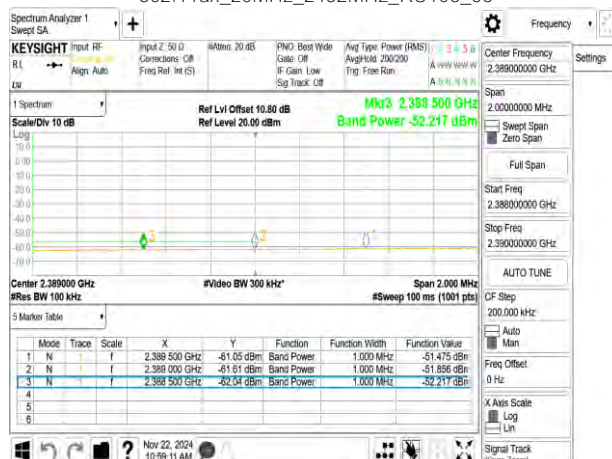 Spectrum Analyzer 1
Swept SA
Frequency
KEYSIGHT Input: RF
RL
Align: Auto
Input Z: 50 Ω
Corrections: Off
Freq Ref: Int (S)
#Atten: 20 dB
PNO: Best Wide
Gate: Off
IF Gain: Low
Sig Track: Off
Avg Type: Power (RMS)
Avg|Hold: 200/200
Trig: Free Run
Center Frequency
2.389000000 GHz
Settings
Span
2.00000000 MHz
Swept Span
Zero Span
Full Span
Start Freq
2.388000000 GHz
Stop Freq
2.390000000 GHz
AUTO TUNE
CF Step
200.000 kHz
Auto
Man
Freq Offset
0 Hz
X Axis Scale
Log
Lin
Signal Track
1 Spectrum
Scale/Div 10 dB
Ref Lvl Offset 10.80 dB
Ref Level 20.00 dBm
Mkr3 2.388 500 GHz
Band Power -52.217 dBm
Log
Center 2.389000 GHz
#Res BW 100 kHz
#Video BW 300 kHz*
Span 2.000 MHz
#Sweep 100 ms (1001 pts)
5 Marker Table
Mode Trace Scale X Y Function Function Width Function Value
1 N 1 f 2.389 500 GHz -61.05 dBm Band Power 1.000 MHz -51.475 dBm
2 N 1 f 2.389 000 GHz -61.61 dBm Band Power 1.000 MHz -51.856 dBm
3 N 1 f 2.388 500 GHz -62.04 dBm Band Power 1.000 MHz -52.217 dBm
4
5
6
Nov 22, 2024
10:59:11 AM